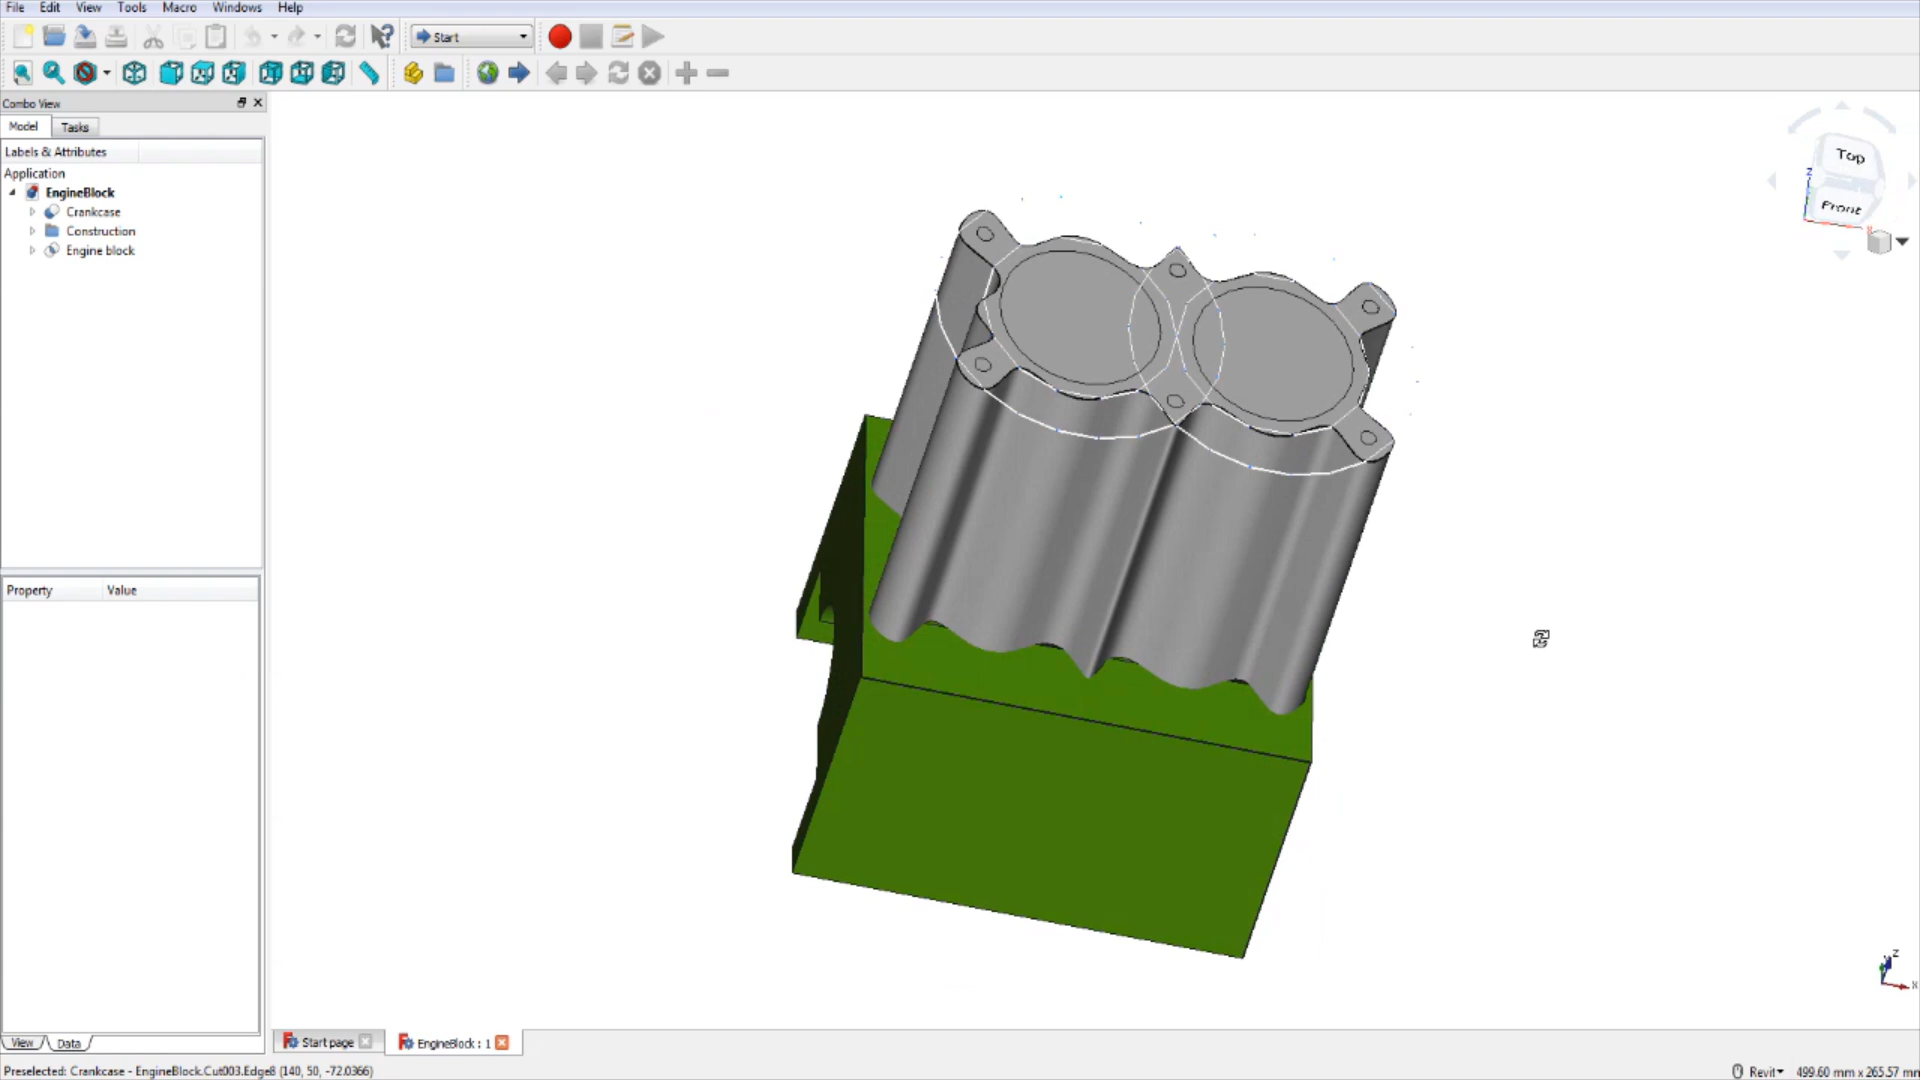 File Edit View Tools Macro Windows Help
Start
Combo View
Model Tasks
Labels & Attributes
Application
EngineBlock
Crankcase
Construction
Engine block
Property Value
View Data
Top
Front
Z
X
Z
X
Start page EngineBlock : 1
Preselected: Crankcase - EngineBlock.Cut003.Edge8 (140, 50, -72.0366) Revit 499.60 mm x 265.57 mm